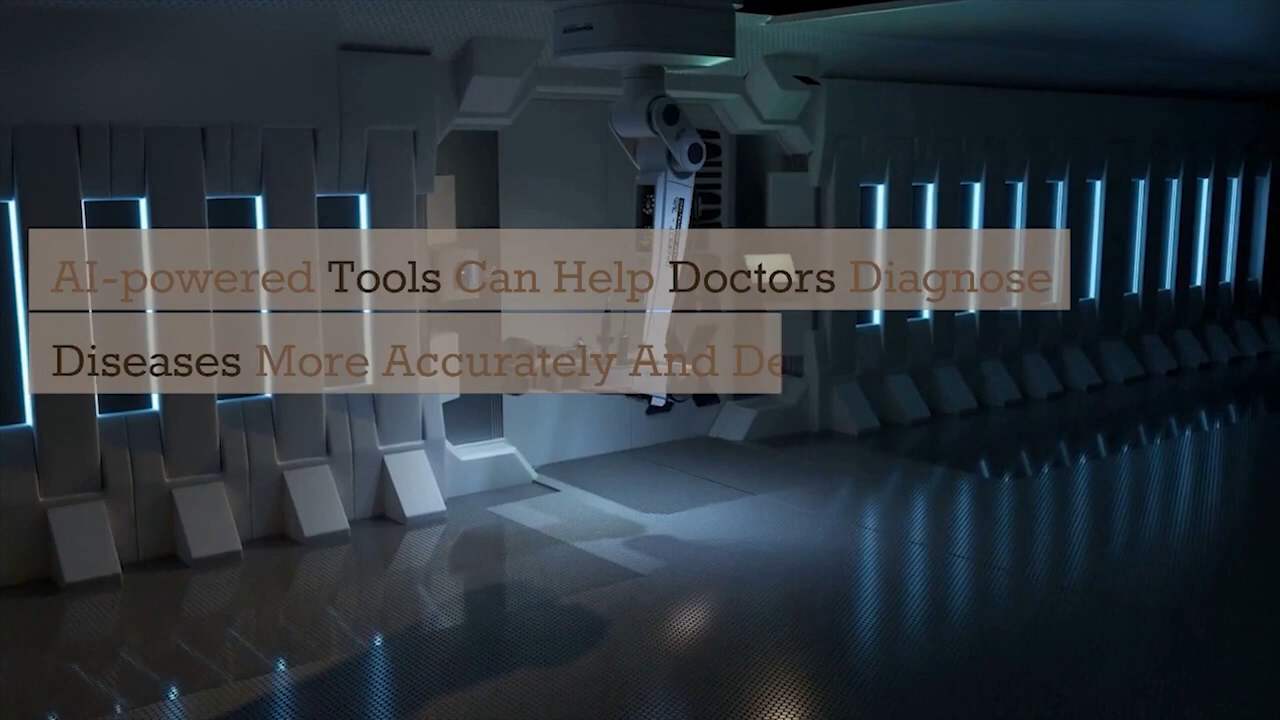 AI-powered Tools Can Help Doctors Diagnose
Diseases More Accurately And